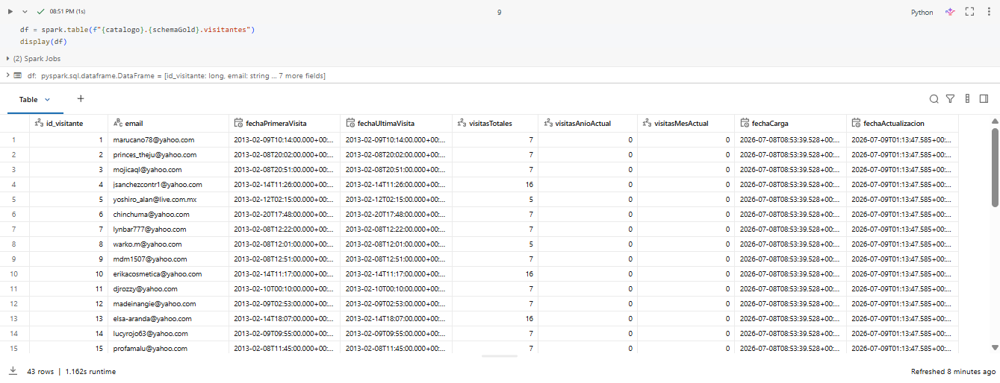 08:51 PM (1s)
9
Python
df = spark.table(f"{catalogo}.{schemaGold}.visitantes")
display(df)
(2) Spark Jobs
df: pyspark.sql.dataframe.DataFrame = [id_visitante: long, email: string ... 7 more fields]
Table
+
id_visitante email fechaPrimeraVisita fechaUltimaVisita visitasTotales visitasAnioActual visitasMesActual fechaCarga fechaActualizacion
1 1 marucano78@yahoo.com 2013-02-09T10:14:00.000+00:... 2013-02-09T10:14:00.000+00:... 7 0 0 2026-07-08T08:53:39.528+00:... 2026-07-09T01:13:47.585+00:...
2 2 princes_theju@yahoo.com 2013-02-08T20:02:00.000+00:... 2013-02-08T20:02:00.000+00:... 7 0 0 2026-07-08T08:53:39.528+00:... 2026-07-09T01:13:47.585+00:...
3 3 mojicaql@yahoo.com 2013-02-08T20:51:00.000+00:... 2013-02-08T20:51:00.000+00:... 7 0 0 2026-07-08T08:53:39.528+00:... 2026-07-09T01:13:47.585+00:...
4 4 jsanchezcontr1@yahoo.com 2013-02-14T11:26:00.000+00:... 2013-02-14T11:26:00.000+00:... 16 0 0 2026-07-08T08:53:39.528+00:... 2026-07-09T01:13:47.585+00:...
5 5 yoshiro_alan@live.com.mx 2013-02-12T02:15:00.000+00:... 2013-02-12T02:15:00.000+00:... 5 0 0 2026-07-08T08:53:39.528+00:... 2026-07-09T01:13:47.585+00:...
6 6 chinchuma@yahoo.com 2013-02-20T17:48:00.000+00:... 2013-02-20T17:48:00.000+00:... 7 0 0 2026-07-08T08:53:39.528+00:... 2026-07-09T01:13:47.585+00:...
7 7 lynbar777@yahoo.com 2013-02-08T12:22:00.000+00:... 2013-02-08T12:22:00.000+00:... 7 0 0 2026-07-08T08:53:39.528+00:... 2026-07-09T01:13:47.585+00:...
8 8 warko.m@yahoo.com 2013-02-08T12:01:00.000+00:... 2013-02-08T12:01:00.000+00:... 5 0 0 2026-07-08T08:53:39.528+00:... 2026-07-09T01:13:47.585+00:...
9 9 mdm1507@yahoo.com 2013-02-08T12:51:00.000+00:... 2013-02-08T12:51:00.000+00:... 7 0 0 2026-07-08T08:53:39.528+00:... 2026-07-09T01:13:47.585+00:...
10 10 erikacosmetica@yahoo.com 2013-02-14T11:17:00.000+00:... 2013-02-14T11:17:00.000+00:... 16 0 0 2026-07-08T08:53:39.528+00:... 2026-07-09T01:13:47.585+00:...
11 11 djrozzy@yahoo.com 2013-02-10T00:10:00.000+00:... 2013-02-10T00:10:00.000+00:... 7 0 0 2026-07-08T08:53:39.528+00:... 2026-07-09T01:13:47.585+00:...
12 12 madeinangie@yahoo.com 2013-02-09T02:53:00.000+00:... 2013-02-09T02:53:00.000+00:... 7 0 0 2026-07-08T08:53:39.528+00:... 2026-07-09T01:13:47.585+00:...
13 13 elsa-aranda@yahoo.com 2013-02-14T18:07:00.000+00:... 2013-02-14T18:07:00.000+00:... 16 0 0 2026-07-08T08:53:39.528+00:... 2026-07-09T01:13:47.585+00:...
14 14 lucyrojo63@yahoo.com 2013-02-09T09:55:00.000+00:... 2013-02-09T09:55:00.000+00:... 7 0 0 2026-07-08T08:53:39.528+00:... 2026-07-09T01:13:47.585+00:...
15 15 profamalu@yahoo.com 2013-02-08T11:45:00.000+00:... 2013-02-08T11:45:00.000+00:... 7 0 0 2026-07-08T08:53:39.528+00:... 2026-07-09T01:13:47.585+00:...
43 rows | 1.162s runtime
Refreshed 8 minutes ago